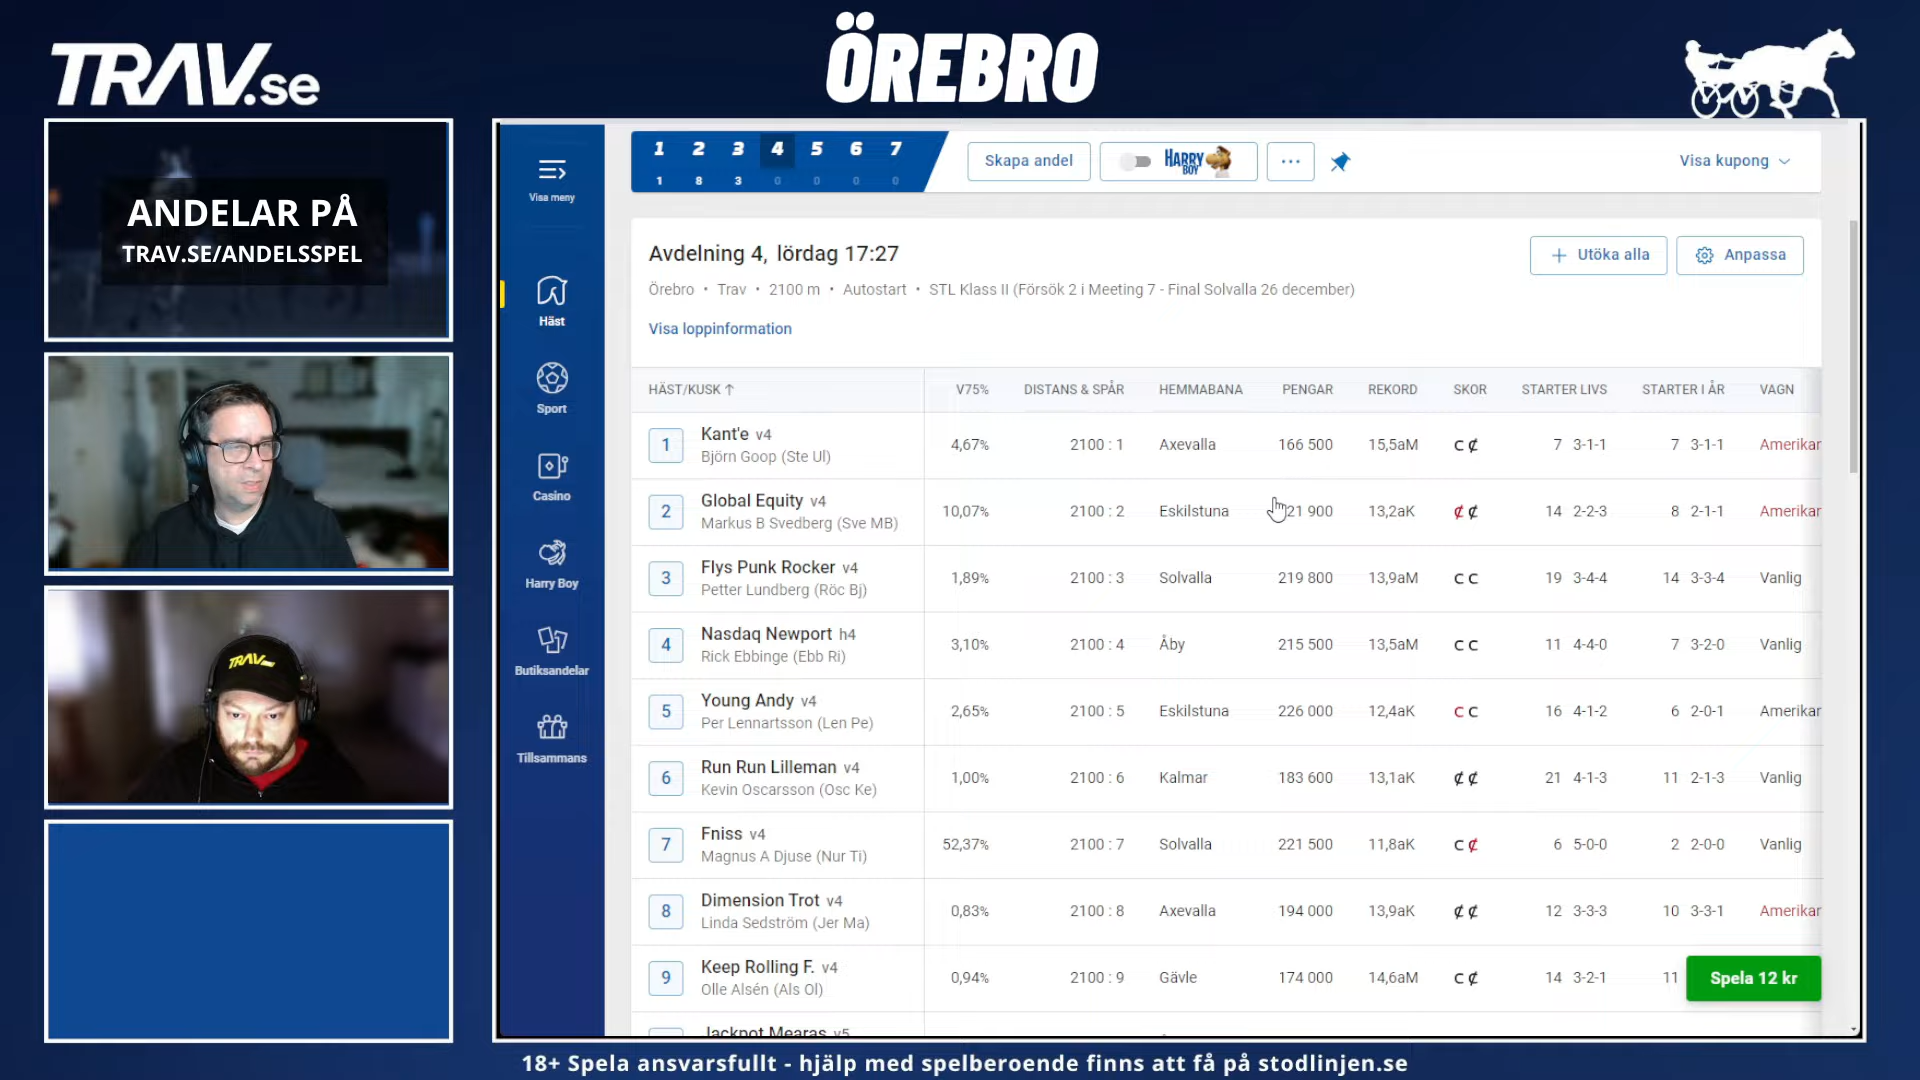 TRAV.se
ÖREBRO
ANDELAR PÅ
TRAV.SE/ANDELSSPEL
TRAV.se
Visa meny
Häst
Sport
Casino
Harry Boy
Butiksandelar
Tillsammans
1 2 3 4 5 6 7
1 8 3 0 0 0 0
Skapa andel
HARRY BOY
...
Visa kupong
Avdelning 4, lördag 17:27
Örebro • Trav • 2100 m • Autostart • STL Klass II (Försök 2 i Meeting 7 - Final Solvalla 26 december)
Visa loppinformation
+ Utöka alla
Anpassa
HÄST/KUSK ↑ V75% DISTANS & SPÅR HEMMABANA PENGAR REKORD SKOR STARTER LIVS STARTER I ÅR VAGN
1 Kant'e v4 4,67% 2100 : 1 Axevalla 166 500 15,5aM C ₵ 7 3-1-1 7 3-1-1 Amerikan
Björn Goop (Ste Ul)
2 Global Equity v4 10,07% 2100 : 2 Eskilstuna 21 900 13,2aK ₵ ₵ 14 2-2-3 8 2-1-1 Amerikan
Markus B Svedberg (Sve MB)
3 Flys Punk Rocker v4 1,89% 2100 : 3 Solvalla 219 800 13,9aM C C 19 3-4-4 14 3-3-4 Vanlig
Petter Lundberg (Röc Bj)
4 Nasdaq Newport h4 3,10% 2100 : 4 Åby 215 500 13,5aM C C 11 4-4-0 7 3-2-0 Vanlig
Rick Ebbinge (Ebb Ri)
5 Young Andy v4 2,65% 2100 : 5 Eskilstuna 226 000 12,4aK C C 16 4-1-2 6 2-0-1 Amerikan
Per Lennartsson (Len Pe)
6 Run Run Lilleman v4 1,00% 2100 : 6 Kalmar 183 600 13,1aK ₵ ₵ 21 4-1-3 11 2-1-3 Vanlig
Kevin Oscarsson (Osc Ke)
7 Fniss v4 52,37% 2100 : 7 Solvalla 221 500 11,8aK C ₵ 6 5-0-0 2 2-0-0 Vanlig
Magnus A Djuse (Nur Ti)
8 Dimension Trot v4 0,83% 2100 : 8 Axevalla 194 000 13,9aK ₵ ₵ 12 3-3-3 10 3-3-1 Amerikan
Linda Sedström (Jer Ma)
9 Keep Rolling F. v4 0,94% 2100 : 9 Gävle 174 000 14,6aM C ₵ 14 3-2-1 11
Olle Alsén (Als Ol)
Spela 12 kr
Jackpot Mearas v5
18+ Spela ansvarsfullt - hjälp med spelberoende finns att få på stodlinjen.se